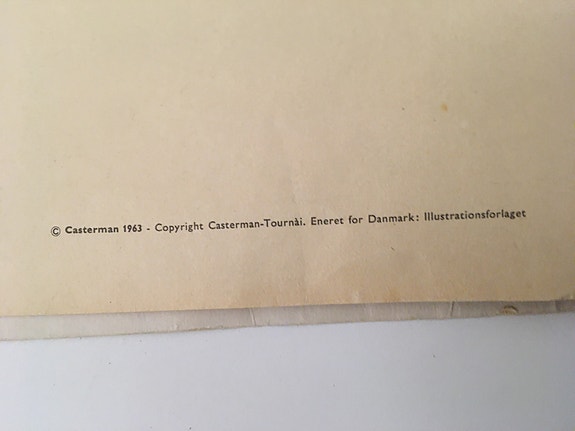 © Casterman 1963 - Copyright Casterman-Tournài. Eneret for Danmark: Illustrationsforlaget